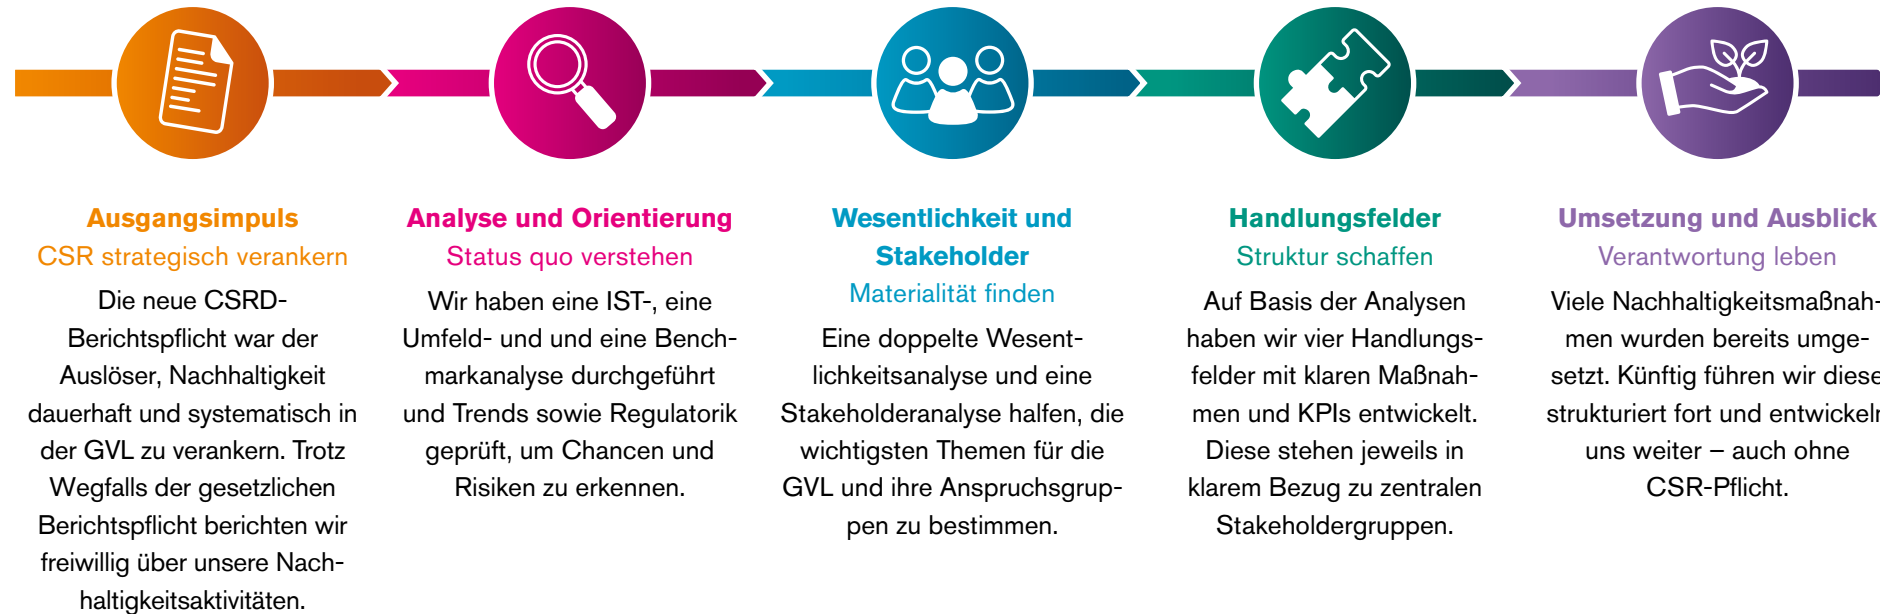 Ausgangsimpuls
CSR strategisch verankern
Die neue CSRD-
Berichtspflicht war der
Auslöser, Nachhaltigkeit
dauerhaft und systematisch in
der GVL zu verankern. Trotz
Wegfalls der gesetzlichen
Berichtspflicht berichten wir
freiwillig über unsere Nach-
haltigkeitsaktivitäten.
Analyse und Orientierung
Status quo verstehen
Wir haben eine IST-, eine
Umfeld- und und eine Bench-
markanalyse durchgeführt
und Trends sowie Regulatorik
geprüft, um Chancen und
Risiken zu erkennen.
Wesentlichkeit und
Stakeholder
Materialität finden
Eine doppelte Wesent-
lichkeitsanalyse und eine
Stakeholderanalyse halfen, die
wichtigsten Themen für die
GVL und ihre Anspruchsgrup-
pen zu bestimmen.
Handlungsfelder
Struktur schaffen
Auf Basis der Analysen
haben wir vier Handlungs-
felder mit klaren Maßnah-
men und KPIs entwickelt.
Diese stehen jeweils in
klarem Bezug zu zentralen
Stakeholdergruppen.
Umsetzung und Ausblick
Verantwortung leben
Viele Nachhaltigkeitsmaßnah-
men wurden bereits umge-
setzt. Künftig führen wir diese
strukturiert fort und entwickeln
uns weiter – auch ohne
CSR-Pflicht.